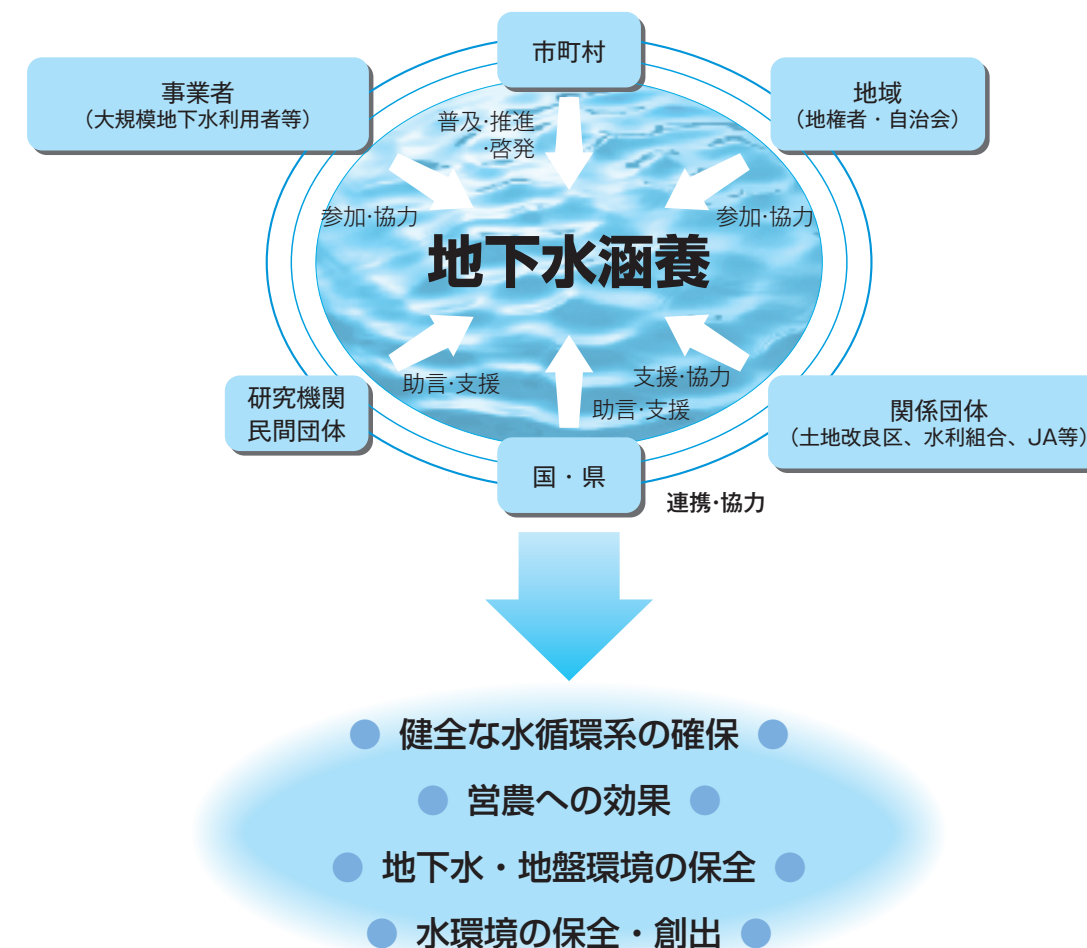 市町村
事業者
（大規模地下水利用者等）
地域
（地権者・自治会）
普及・推進
・啓発
参加・協力
参加・協力
地下水涵養
助言・支援
支援・協力
助言・支援
研究機関
民間団体
関係団体
（土地改良区、水利組合、JA等）
国・県
連携・協力
● 健全な水循環系の確保 ●
● 営農への効果 ●
● 地下水・地盤環境の保全 ●
● 水環境の保全・創出 ●